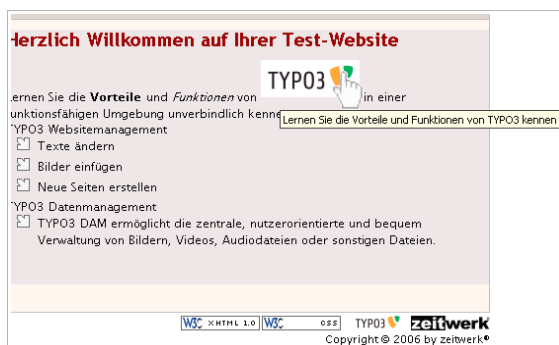 Herzlich Willkommen auf Ihrer Test-Website
TYPO3
Lernen Sie die Vorteile und Funktionen von in einer
unktionsfähigen Umgebung unverbindlich kenne
Lernen Sie die Vorteile und Funktionen von TYPO3 kennen
TYPO3 Websitemanagement
Texte ändern
Bilder einfügen
Neue Seiten erstellen
TYPO3 Datenmanagement
TYPO3 DAM ermöglicht die zentrale, nutzerorientierte und bequem
Verwaltung von Bildern, Videos, Audiodateien oder sonstigen Dateien.
W3C XHTML 1.0 W3C CSS TYPO3 zeitwerk
Copyright © 2006 by zeitwerk®